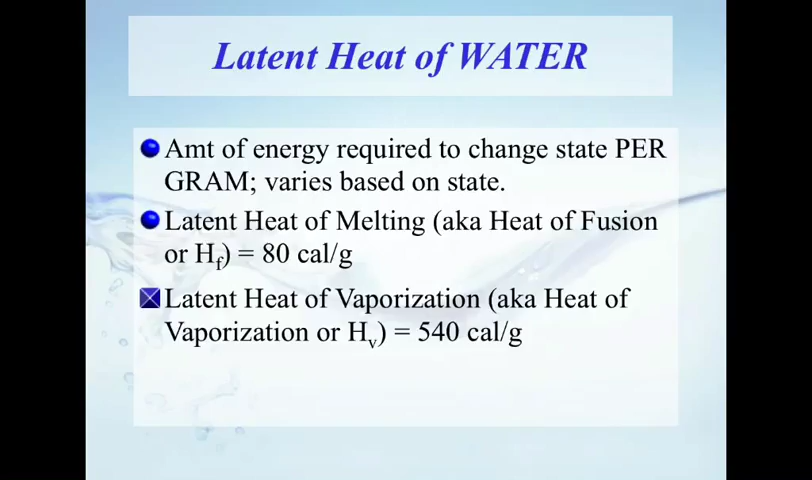 Latent Heat of WATER
Amt of energy required to change state PER
GRAM; varies based on state.
Latent Heat of Melting (aka Heat of Fusion
or Hf) = 80 cal/g
Latent Heat of Vaporization (aka Heat of
Vaporization or Hv) = 540 cal/g